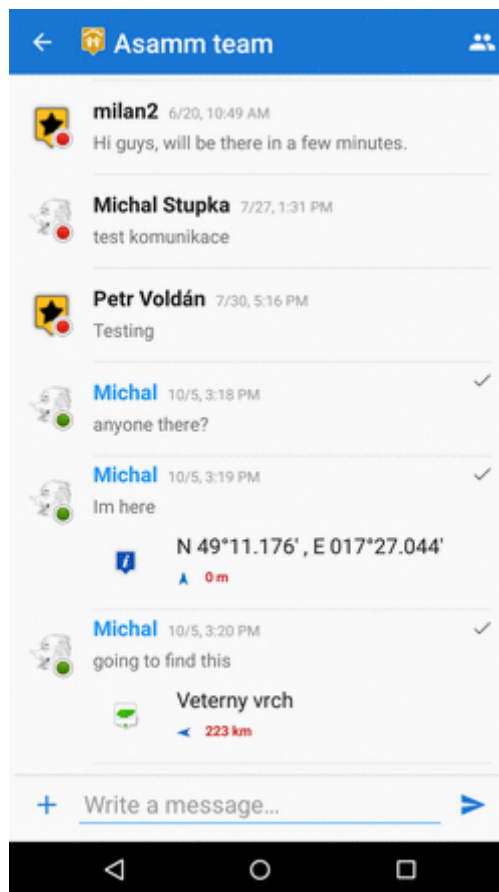 Asamm team
milan2 6/20, 10:49 AM
Hi guys, will be there in a few minutes.
Michal Stupka 7/27, 1:31 PM
test komunikace
Petr Voldán 7/30, 5:16 PM
Testing
Michal 10/5, 3:18 PM
anyone there?
Michal 10/5, 3:19 PM
Im here
N 49°11.176' , E 017°27.044'
0 m
Michal 10/5, 3:20 PM
going to find this
Veterny vrch
223 km
Write a message...